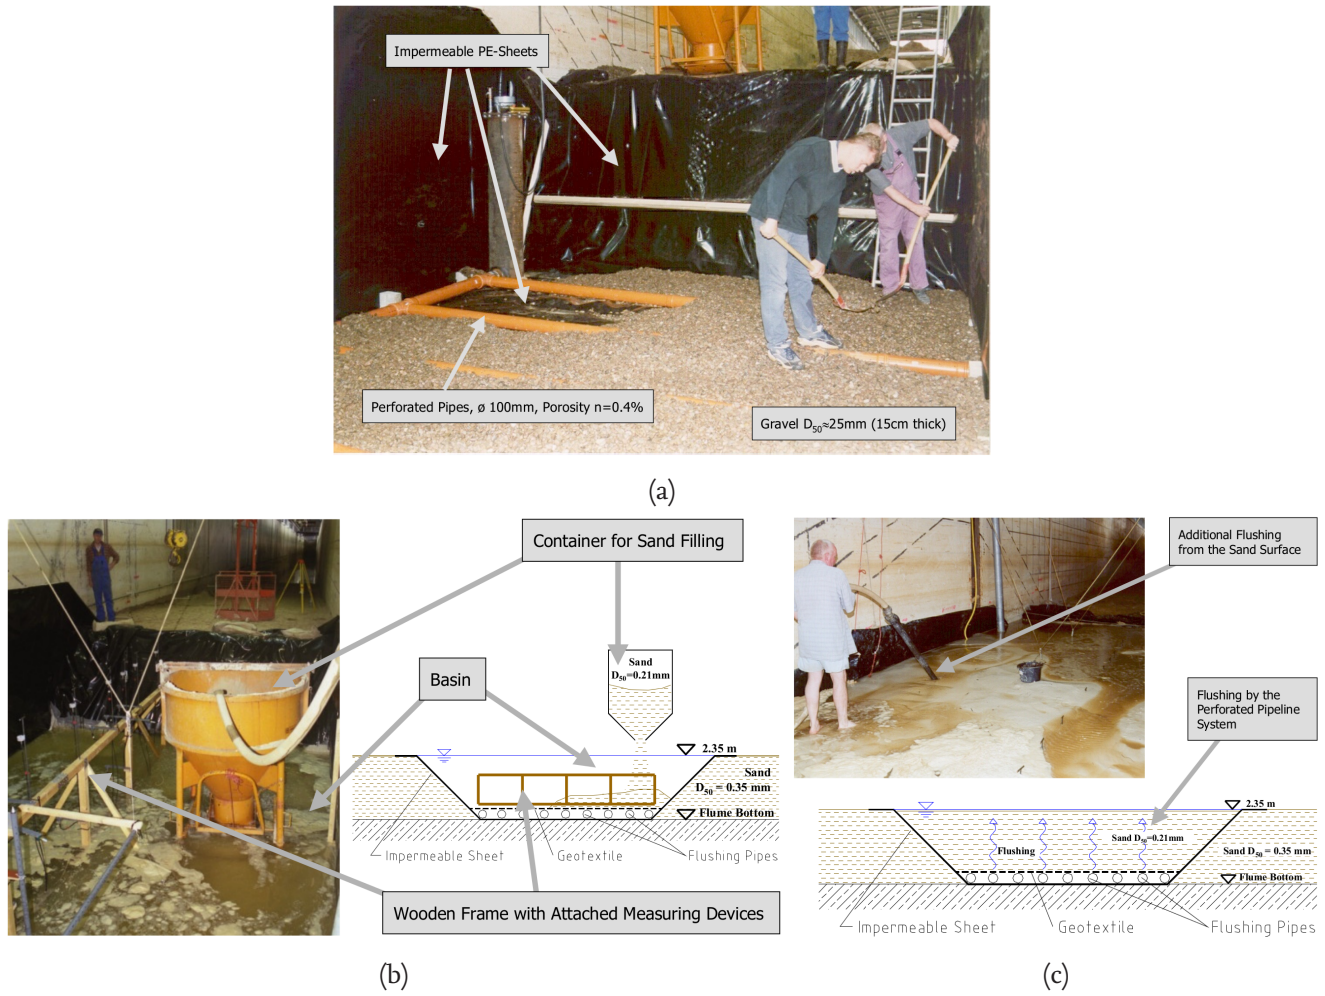 Impermeable PE-Sheets
Perforated Pipes, ø 100mm, Porosity n=0.4%
Gravel D50≈25mm (15cm thick)
(a)
Container for Sand Filling
Basin
Sand
D50=0.21mm
2.35 m
Sand
D50 = 0.35 mm
Flume Bottom
Impermeable Sheet
Geotextile
Flushing Pipes
Wooden Frame with Attached Measuring Devices
(b)
Additional Flushing
from the Sand Surface
Flushing by the
Perforated Pipeline
System
2.35 m
Sand D50=0.21mm
Flushing
Sand D50 = 0.35 mm
Flume Bottom
Impermeable Sheet
Geotextile
Flushing Pipes
(c)